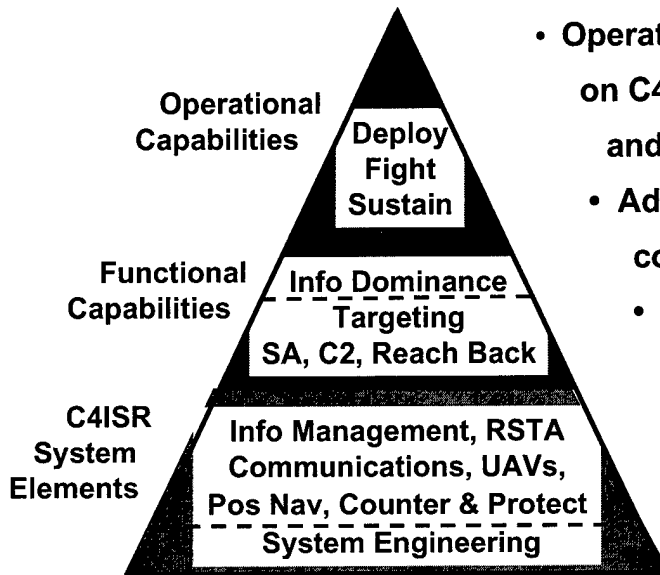 Operational
Capabilities
Deploy
Fight
Sustain
Functional
Capabilities
Info Dominance
Targeting
SA, C2, Reach Back
C4ISR
System
Elements
Info Management, RSTA
Communications, UAVs,
Pos Nav, Counter & Protect
System Engineering
• Operat
on C4
and
• Ad
co
•